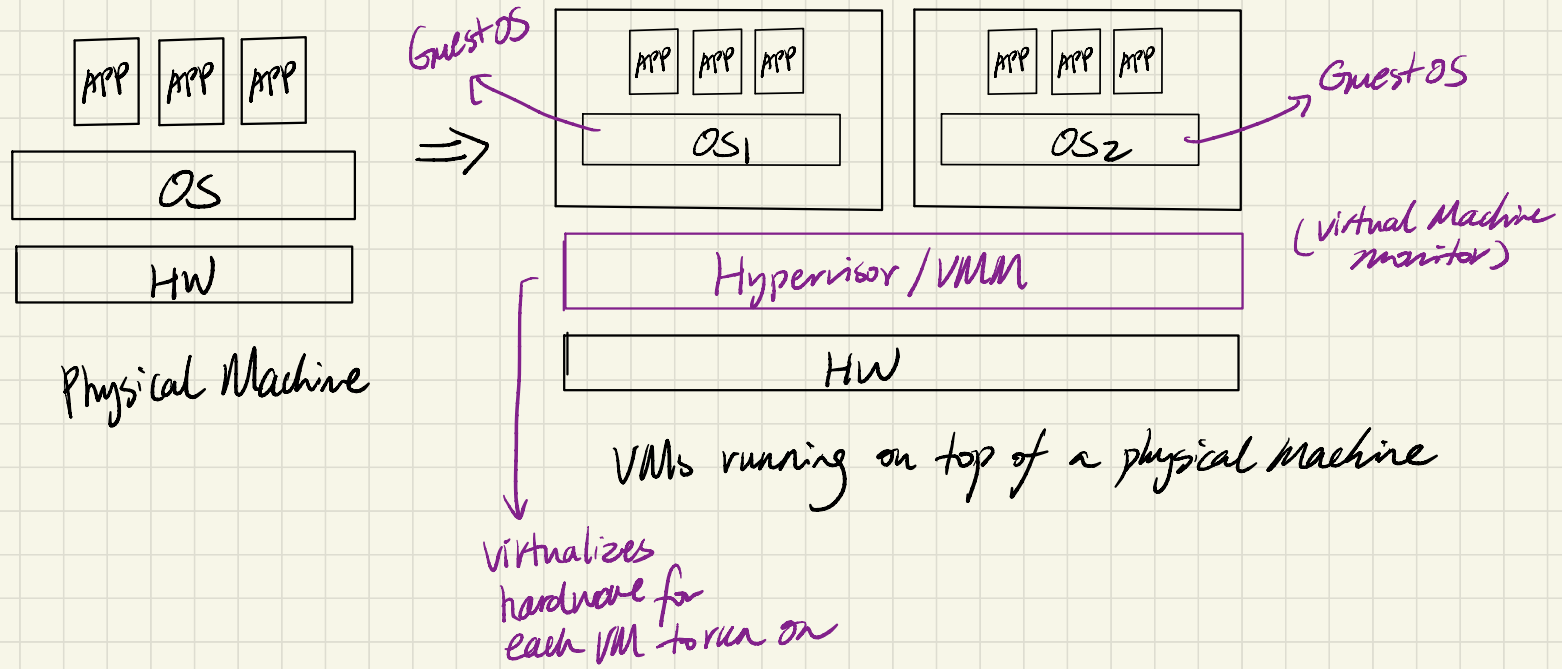 APP APP APP
OS
HW
Physical Machine
GuestOS
APP APP APP
OS1
APP APP APP
OS2
GuestOS
(Virtual Machine
monitor)
Hypervisor/VMM
HW
VMs running on top of a physical Machine
virtualizes
hardware for
each VM to run on